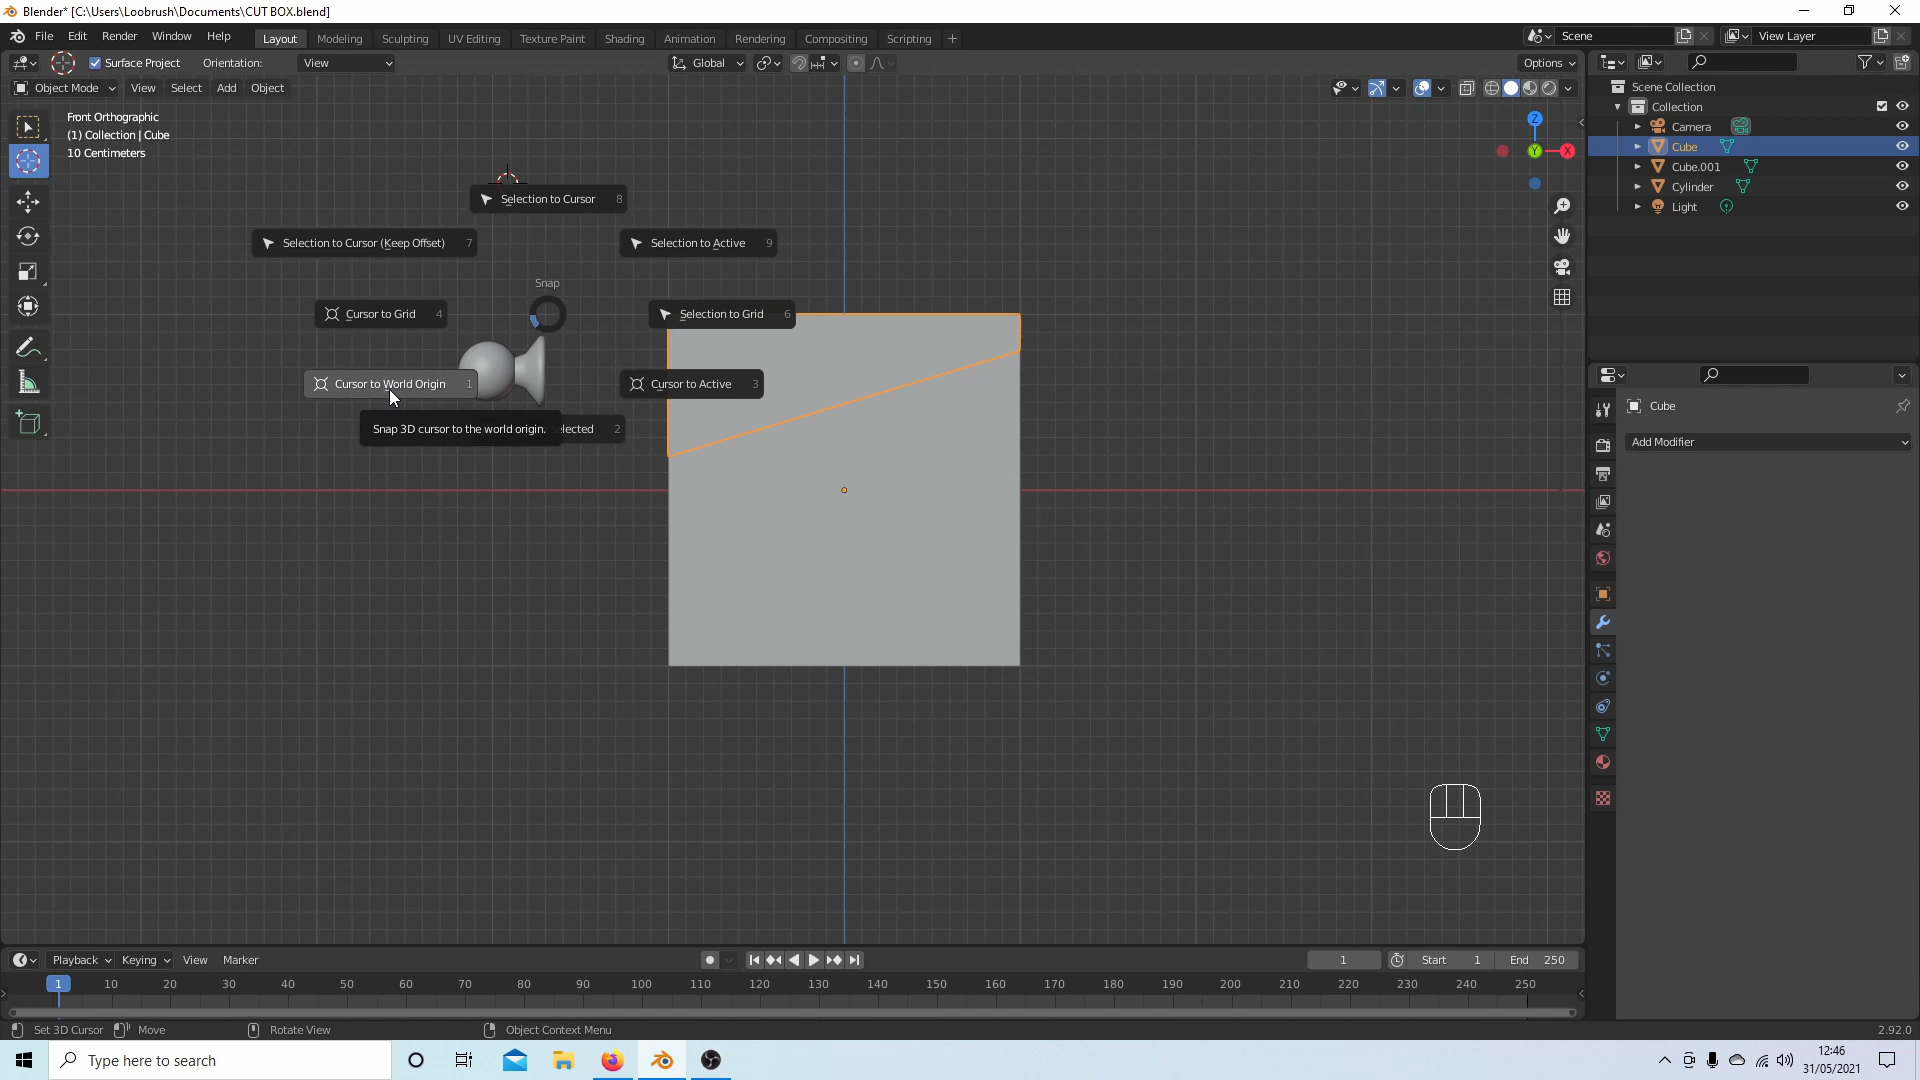 Blender* [C:\Users\Loobrush\Documents\CUT BOX.blend]
File Edit Render Window Help Layout Modeling Sculpting UV Editing Texture Paint Shading Animation Rendering Compositing Scripting + Scene View Layer
Surface Project Orientation: View Global Options
Object Mode View Select Add Object
Front Orthographic
(1) Collection | Cube
10 Centimeters
Selection to Cursor 8
Selection to Cursor (Keep Offset) 7
Selection to Active 9
Snap
Cursor to Grid 4
Selection to Grid 6
Cursor to World Origin 1
Cursor to Active 3
Snap 3D cursor to the world origin. elected 2
Z
Y
X
Scene Collection
Collection
Camera
Cube
Cube.001
Cylinder
Light
Cube
Add Modifier
Playback Keying View Marker 1 Start 1 End 250
1 10 20 30 40 50 60 70 80 90 100 110 120 130 140 150 160 170 180 190 200 210 220 230 240 250
Set 3D Cursor Move Rotate View Object Context Menu 2.92.0
Type here to search
12:46
31/05/2021